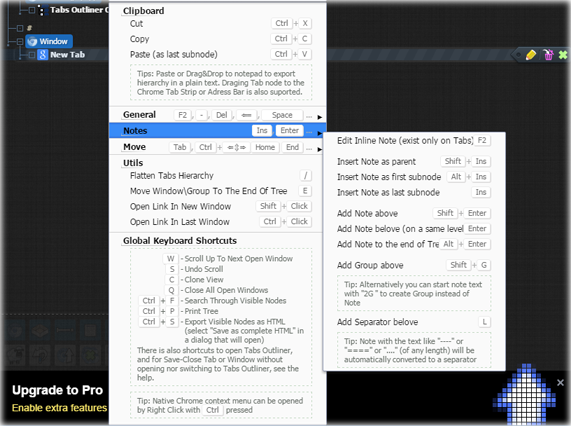 Tabs Outliner
#
Window
New Tab
Clipboard
Cut Ctrl + X
Copy Ctrl + C
Paste (as last subnode) Ctrl + V
Tips: Paste or Drag&Drop to notepad to export
hierarchy in a plain text. Draging Tab node to the
Chrome Tab Strip or Adress Bar is also suported.
General F2 , - , Del , ⇐ , Space ... ▶
Notes Ins Enter ... ▶
Move Tab , Ctrl + ⇐⇕⇒ Home End ... ▶
Utils
Flatten Tabs Hierarchy /
Move Window\Group To The End Of Tree E
Open Link In New Window Shift + Click
Open Link In Last Window Ctrl + Click
Global Keyboard Shortcuts
W - Scroll Up To Next Open Window
S - Undo Scroll
C - Clone View
Q - Close All Open Windows
Ctrl + F - Search Through Visible Nodes
Ctrl + P - Print Tree
Ctrl + S - Export Visible Nodes as HTML
(select "Save as complete HTML" in
a dialog that will open)
There is also shortcuts to open Tabs Outliner,
and for Save-Close Tab or Window without
opening nor switching to Tabs Outliner, see the
help.
Tip: Native Chrome context menu can be opened
by Right Click with Ctrl pressed
Edit Inline Note (exist only on Tabs) F2
Insert Note as parent Shift + Ins
Insert Note as first subnode Alt + Ins
Insert Note as last subnode Ins
Add Note above Shift + Enter
Add Note belove (on a same level) Enter
Add Note to the end of Tre Alt + Enter
Add Group above Shift + G
Tip: Alternatively you can start note text
with "2G " to create Group instead of
Note
Add Separator belove L
Tip: Note with the text like "----" or
"====" or "...." (of any length) will be
automatically converted to a separator
Upgrade to Pro
Enable extra features